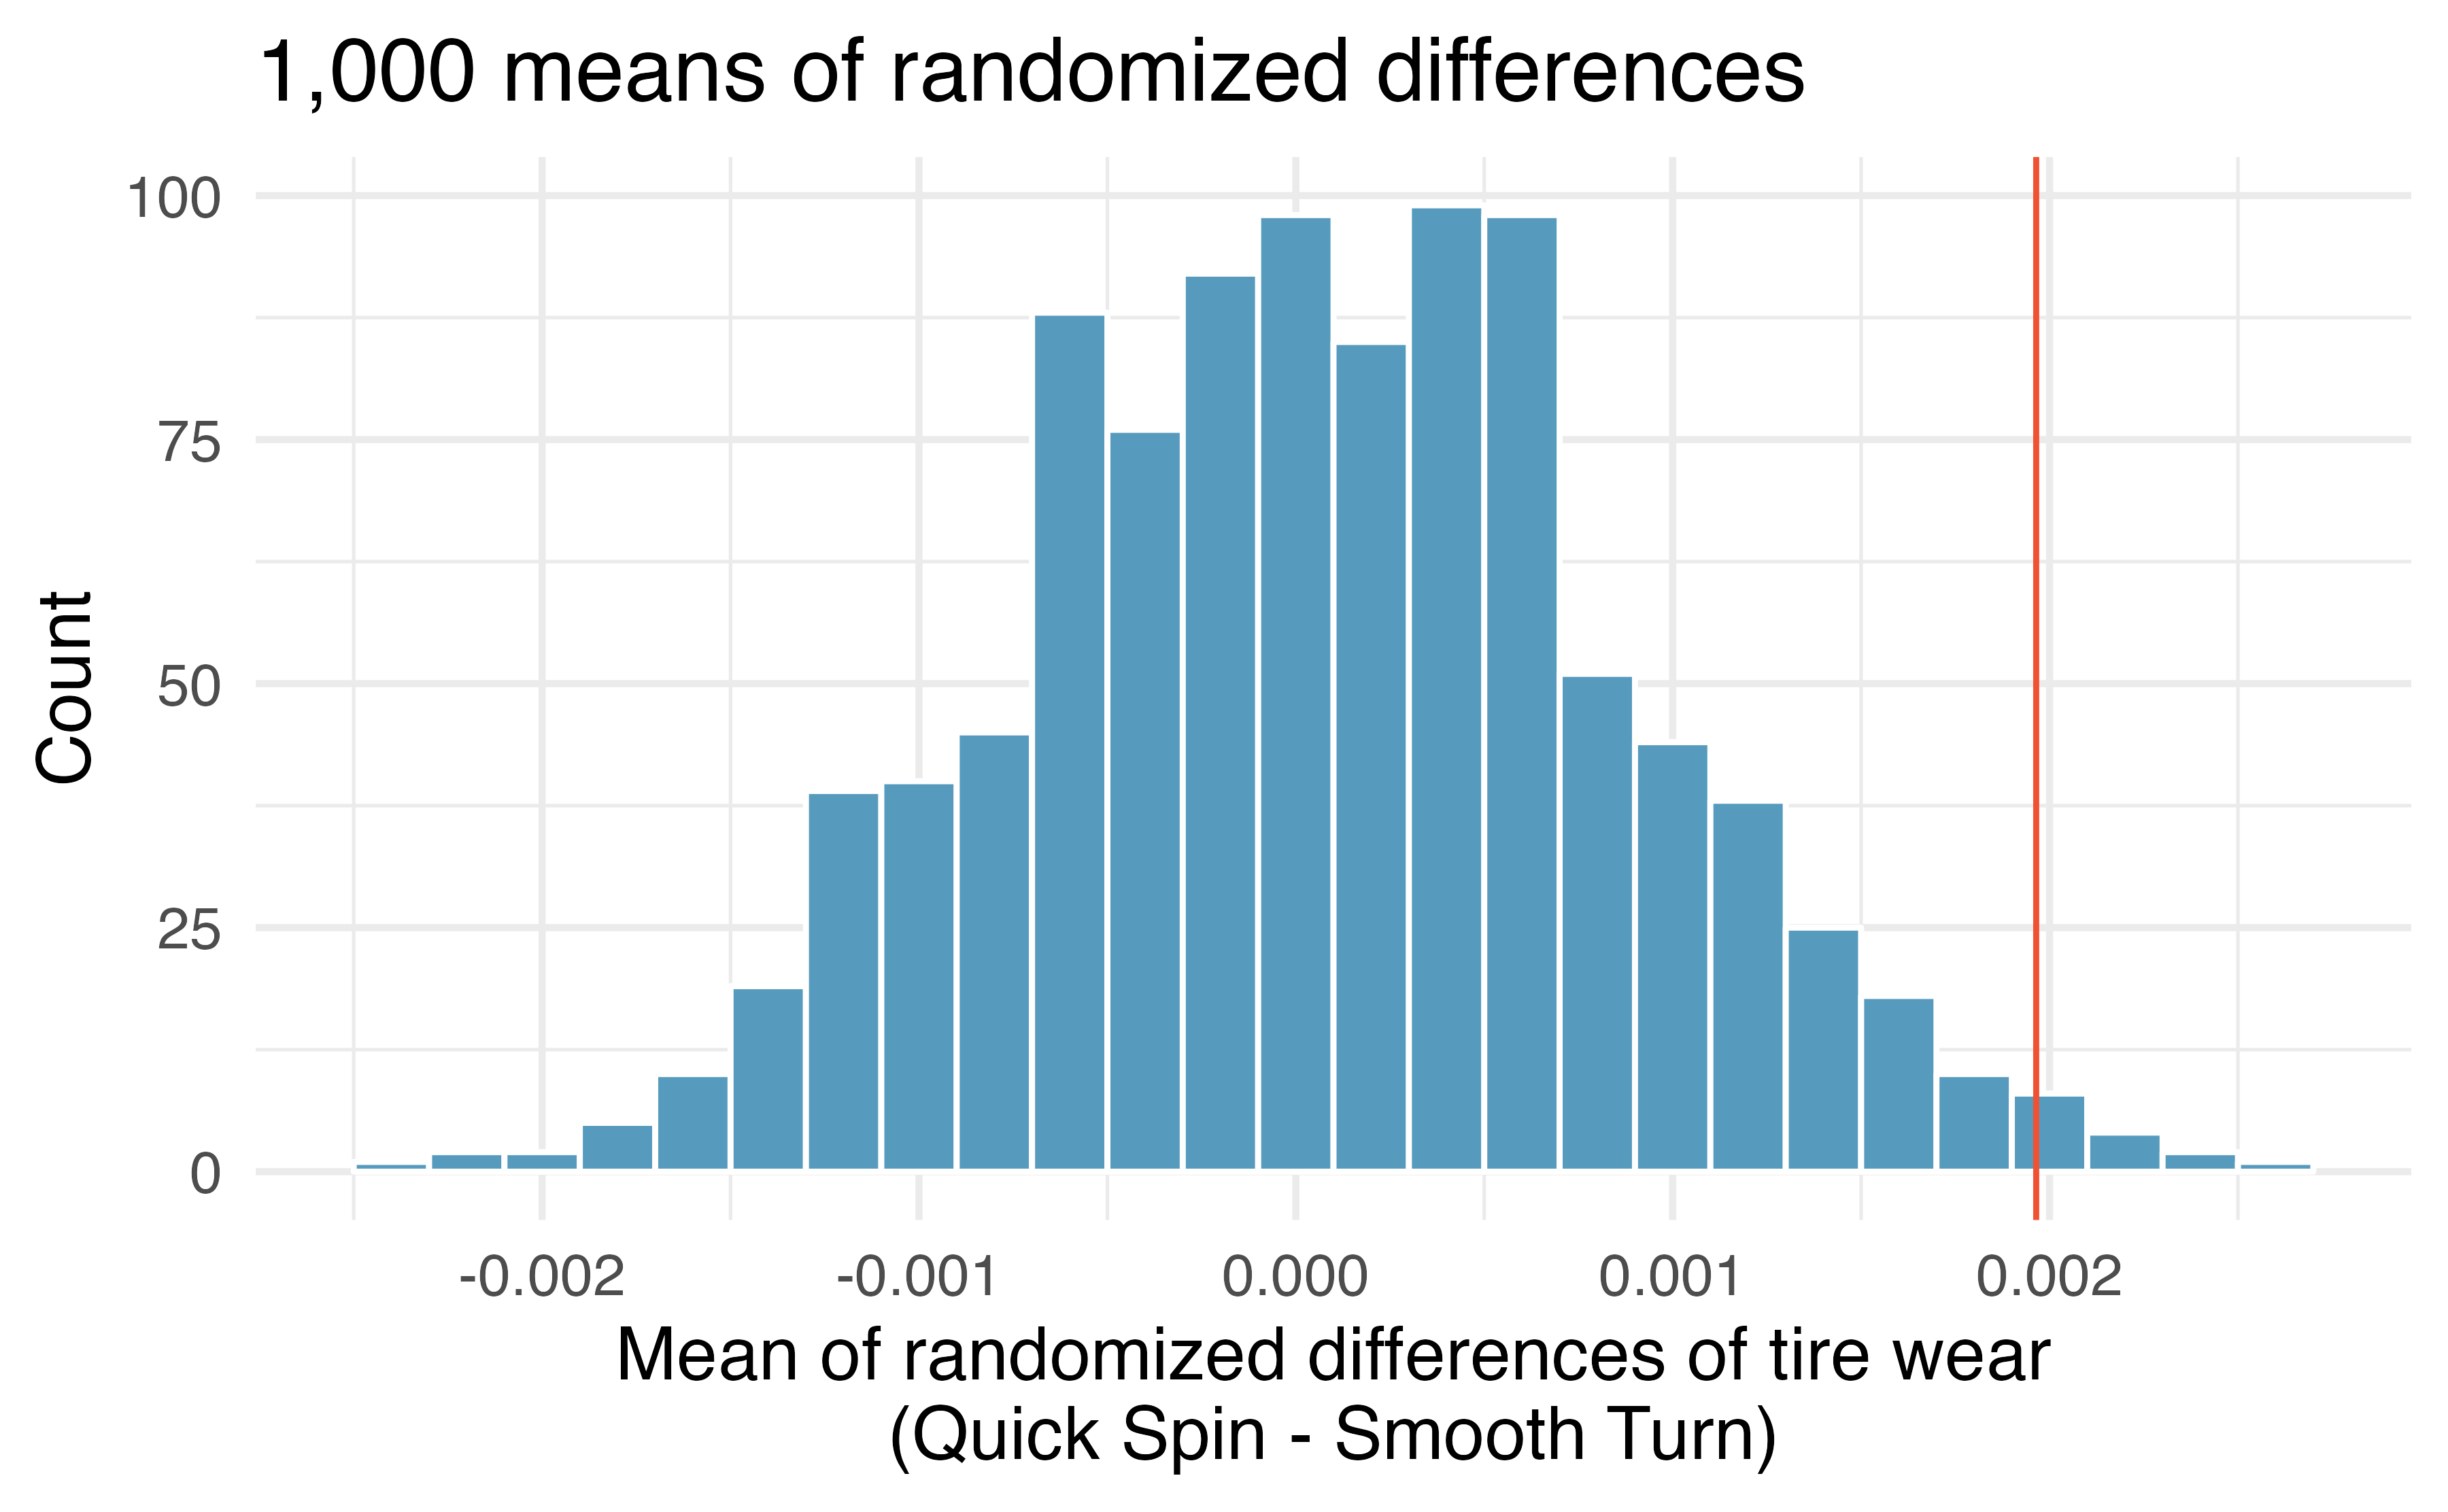 1,000 means of randomized differences
Count
100
75
50
25
0
-0.002
-0.001
0.000
0.001
0.002
Mean of randomized differences of tire wear
(Quick Spin - Smooth Turn)